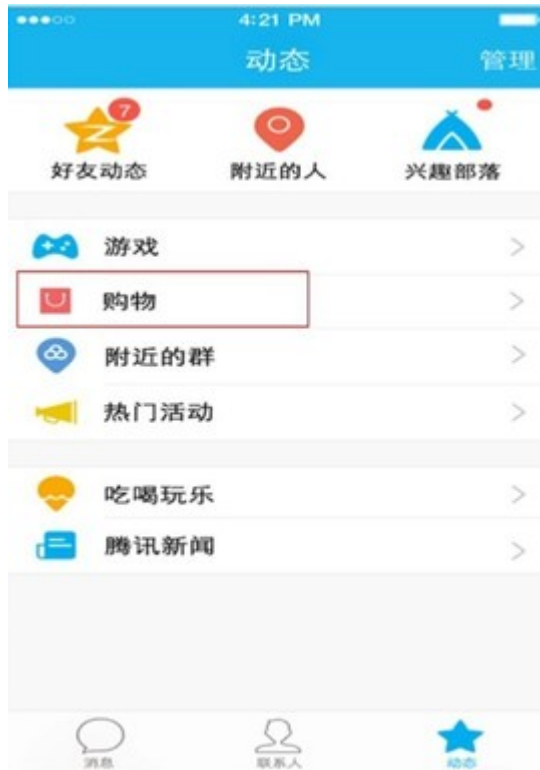 4:21 PM
动态
管理
7
好友动态
附近的人
兴趣部落
游戏
购物
附近的群
热门活动
吃喝玩乐
腾讯新闻
消息
联系人
动态